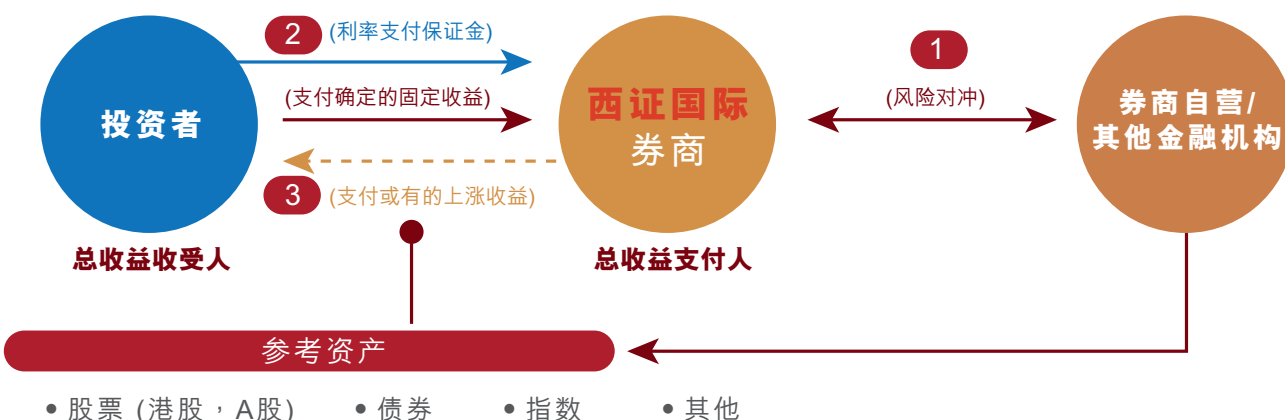 2 (利率支付保证金)
1
(支付确定的固定收益)
(风险对冲)
投资者
西证国际
券商
券商自营/
其他金融机构
3 (支付或有的上涨收益)
总收益收受人
总收益支付人
参考资产
• 股票 (港股，A股) • 债券 • 指数 • 其他